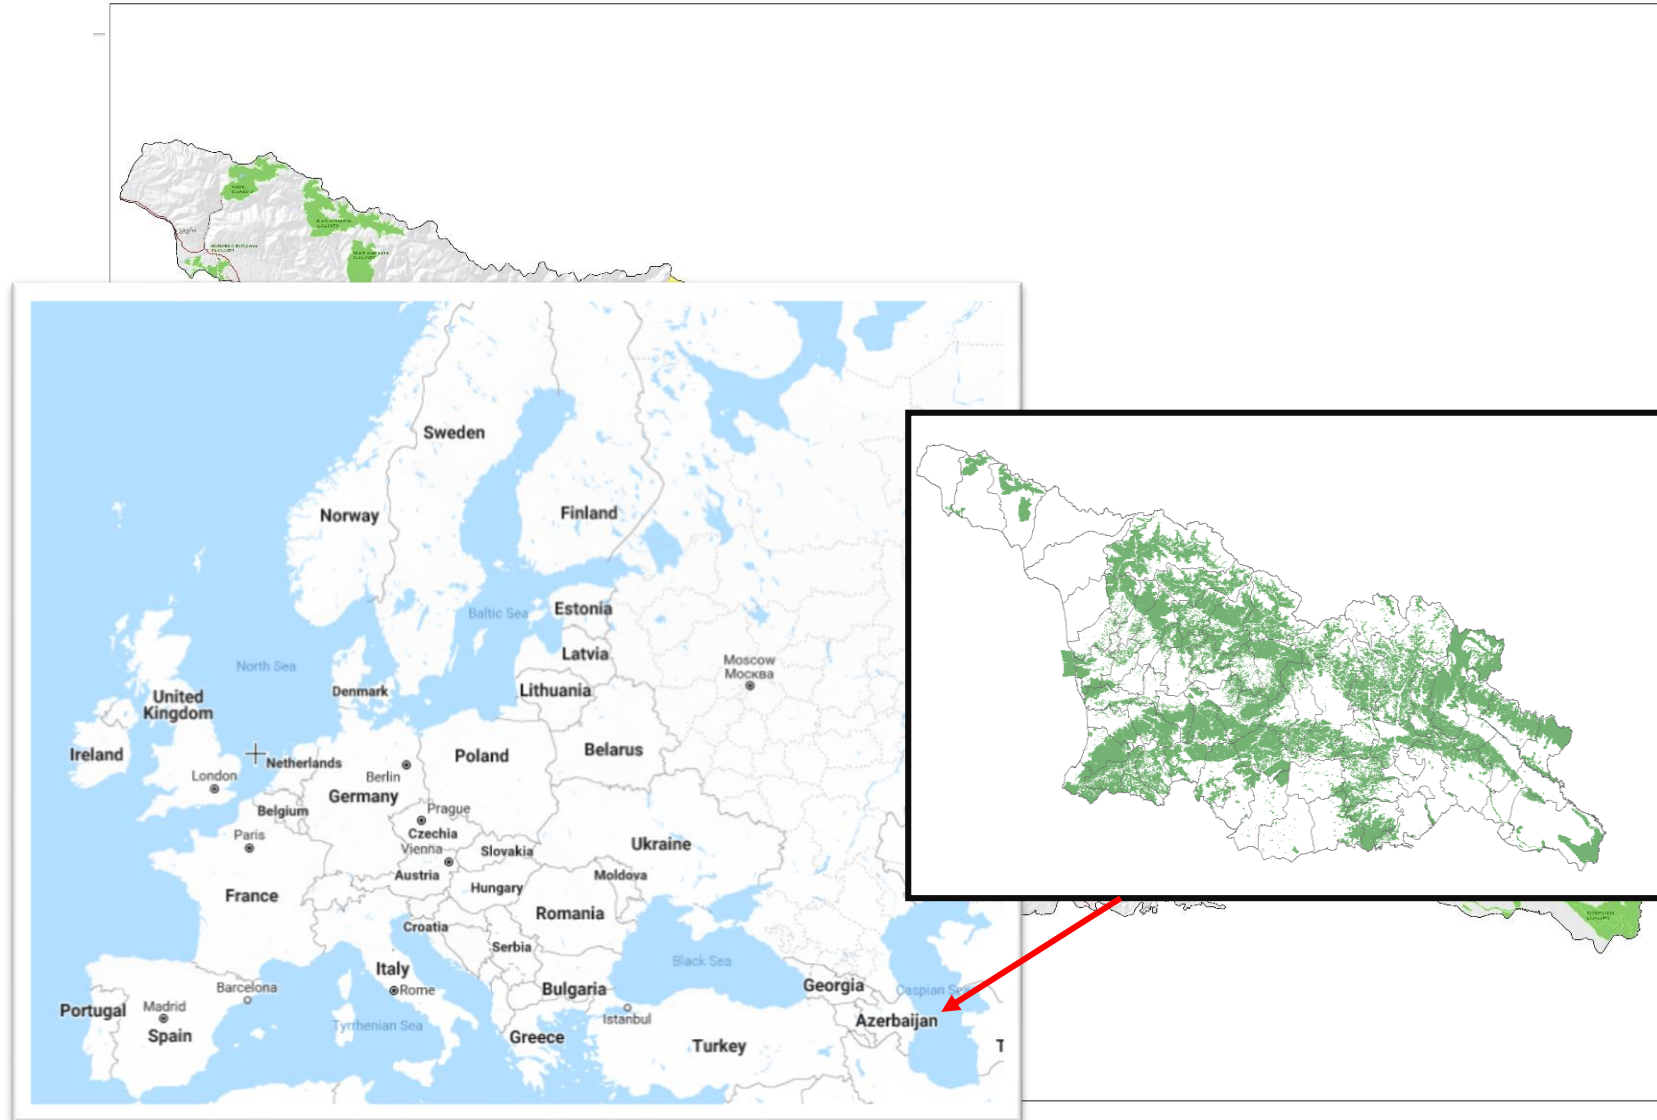 Sweden
Norway
Finland
Baltic Sea
Estonia
North Sea
Latvia
Moscow
Москва
Denmark
Lithuania
United
Kingdom
Ireland
Netherlands
Poland
Belarus
London
Berlin
Germany
Belgium
Prague
Paris
Czechia
Vienna
Slovakia
Ukraine
Austria
Moldova
Hungary
France
Romania
Croatia
Serbia
Black Sea
Italy
Georgia
Barcelona
Rome
Bulgaria
Caspian Sea
Portugal
Madrid
Istanbul
Azerbaijan
Tyrrhenian Sea
Spain
Greece
Turkey
T